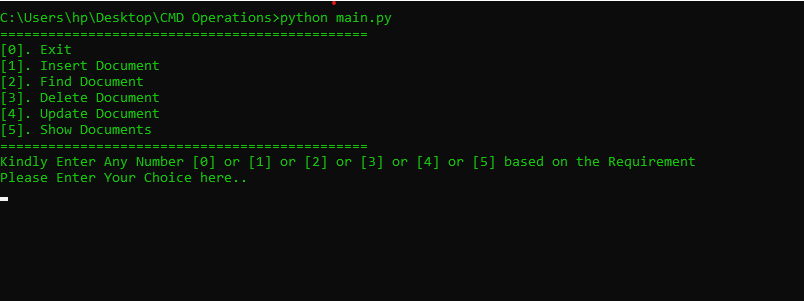 C:\Users\hp\Desktop\CMD Operations>python main.py
==============================================
[0]. Exit
[1]. Insert Document
[2]. Find Document
[3]. Delete Document
[4]. Update Document
[5]. Show Documents
==============================================
Kindly Enter Any Number [0] or [1] or [2] or [3] or [4] or [5] based on the Requirement
Please Enter Your Choice here..